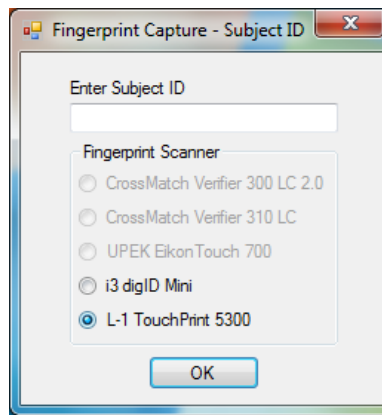 Fingerprint Capture - Subject ID
Enter Subject ID
Fingerprint Scanner
CrossMatch Verifier 300 LC 2.0
CrossMatch Verifier 310 LC
UPEK EikonTouch 700
i3 digID Mini
L-1 TouchPrint 5300
OK